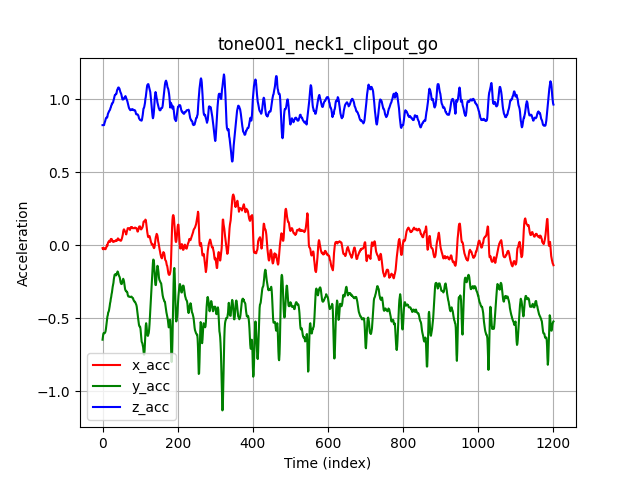 tone001_neck1_clipout_go
Acceleration
1.0
0.5
0.0
−0.5
−1.0
x_acc
y_acc
z_acc
0
200
400
600
800
1000
1200
Time (index)